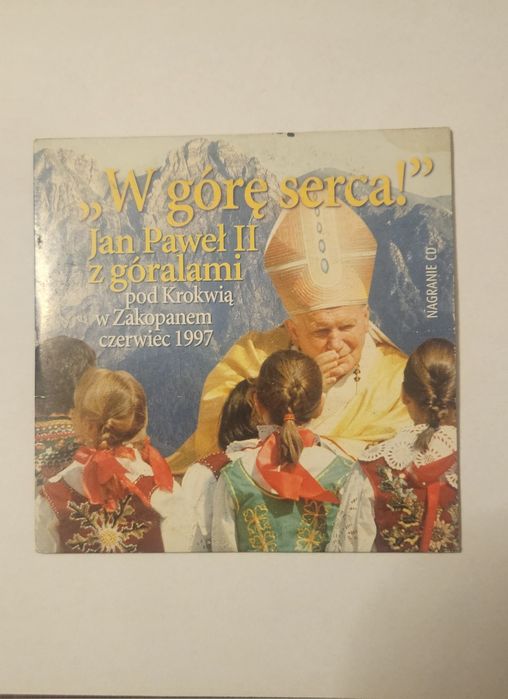 „W górę serca!”
Jan Paweł II
z góralami
pod Krokwią
w Zakopanem
czerwiec 1997
NAGRANIE CD